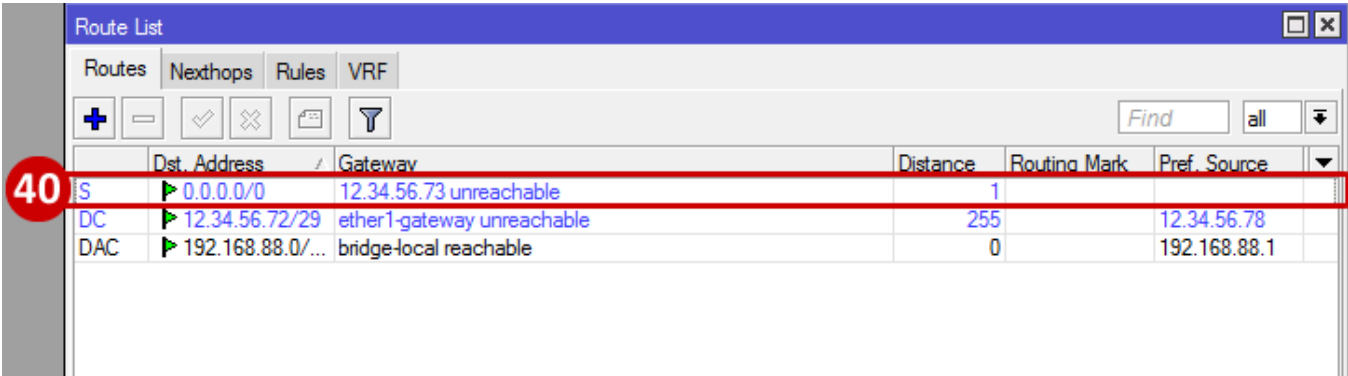 Route List
Routes Nexthops Rules VRF
Find all
Dst. Address Gateway Distance Routing Mark Pref. Source
40 S 0.0.0.0/0 12.34.56.73 unreachable 1
DC 12.34.56.72/29 ether1-gateway unreachable 255 12.34.56.78
DAC 192.168.88.0/... bridge-local reachable 0 192.168.88.1